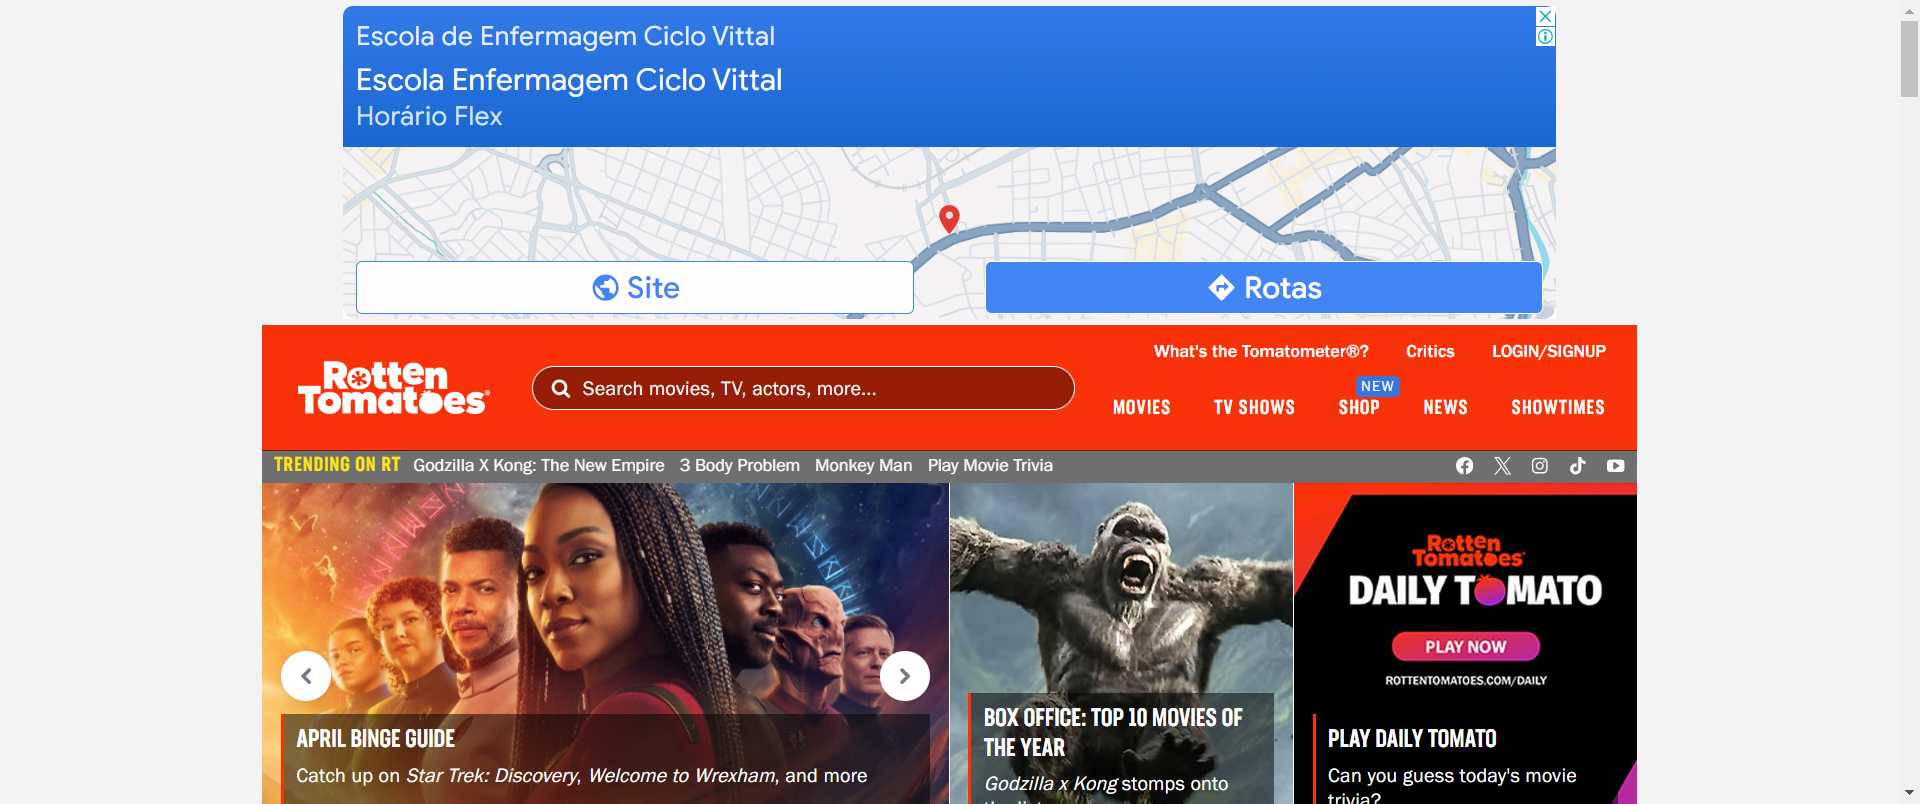 Escola de Enfermagem Ciclo Vittal
Escola Enfermagem Ciclo Vittal
Horário Flex
Site
Rotas
What's the Tomatometer®?
Critics
LOGIN/SIGNUP
Rotten
Tomatoes®
Search movies, TV, actors, more...
NEW
MOVIES
TV SHOWS
SHOP
NEWS
SHOWTIMES
TRENDING ON RT
Godzilla X Kong: The New Empire
3 Body Problem
Monkey Man
Play Movie Trivia
APRIL BINGE GUIDE
Catch up on Star Trek: Discovery, Welcome to Wrexham, and more
BOX OFFICE: TOP 10 MOVIES OF
THE YEAR
Godzilla x Kong stomps onto
Rotten
Tomatoes
DAILY TOMATO
PLAY NOW
ROTTENTOMATOES.COM/DAILY
PLAY DAILY TOMATO
Can you guess today's movie
trivia?